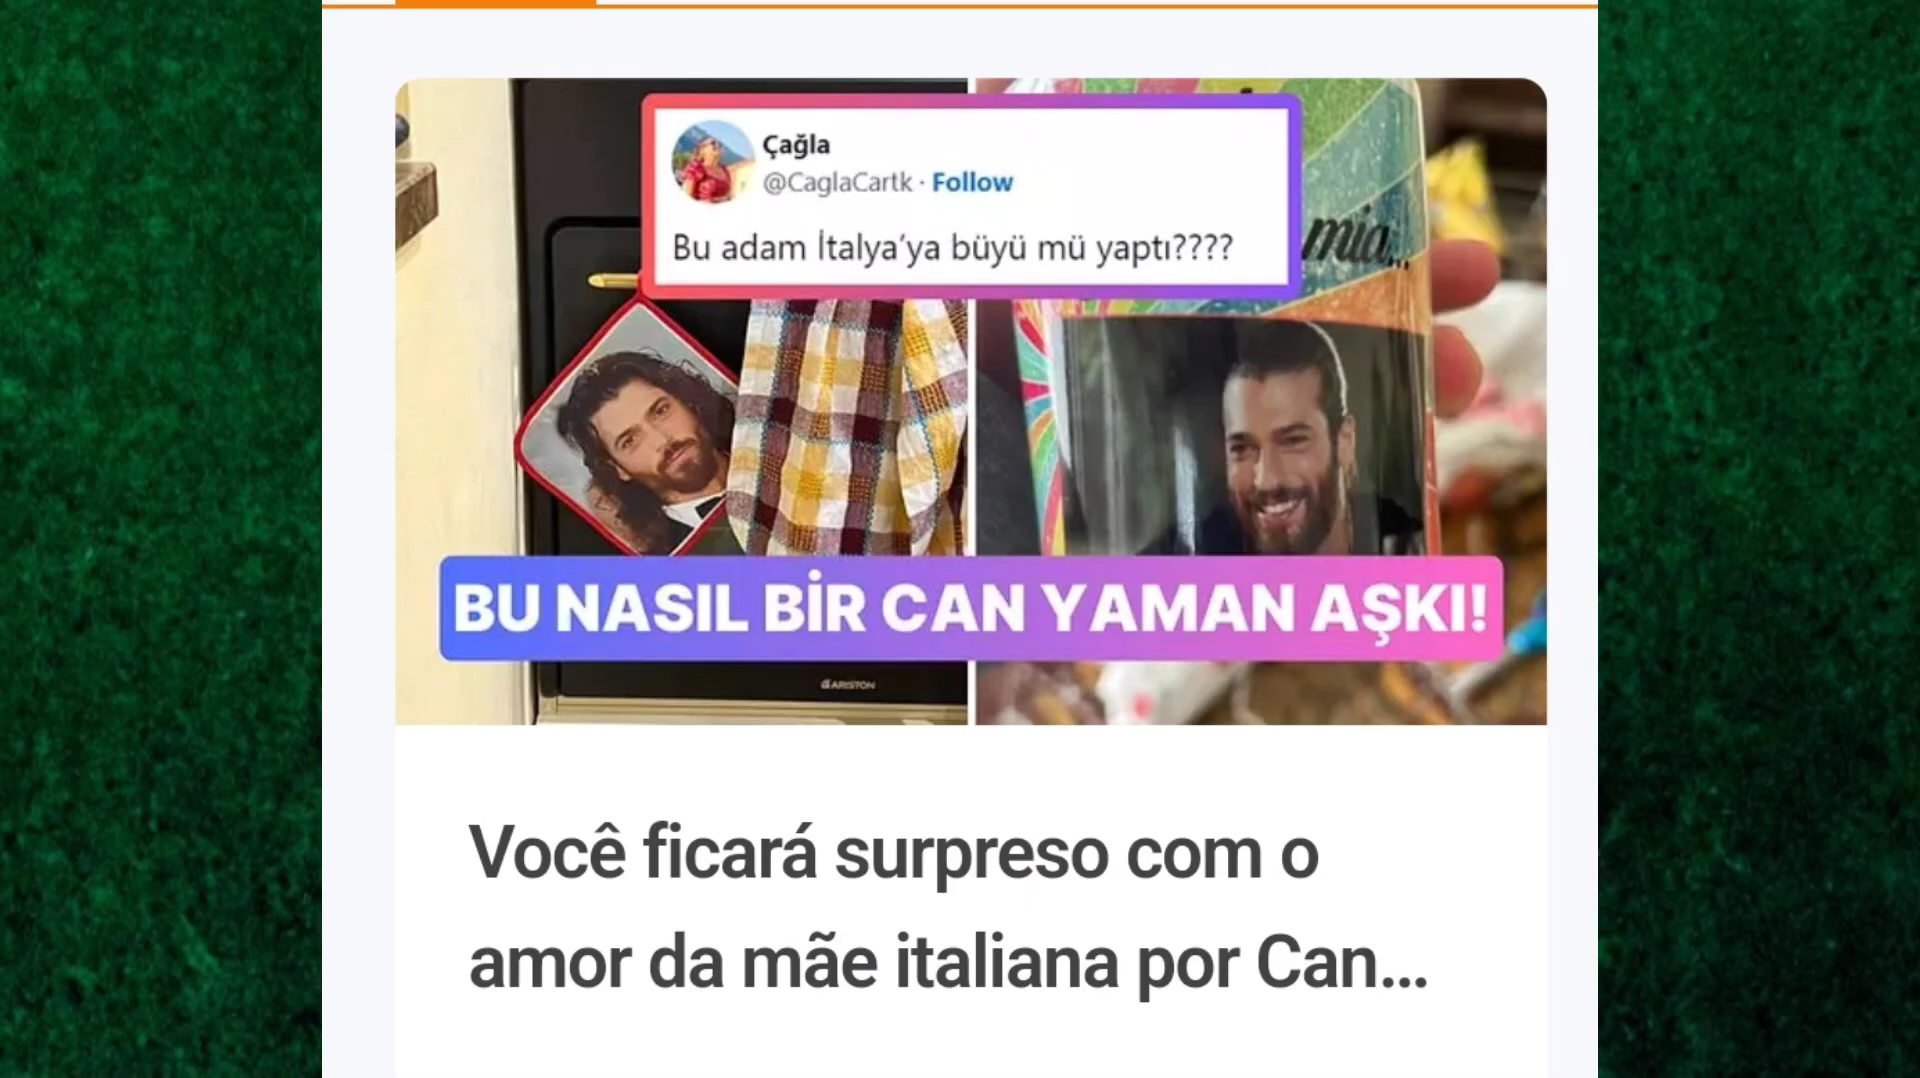 Çağla
@CaglaCartk · Follow
Bu adam İtalya'ya büyü mü yaptı????
mia...
BU NASIL BİR CAN YAMAN AŞKI!
ARISTON
Você ficará surpreso com o
amor da mãe italiana por Can...